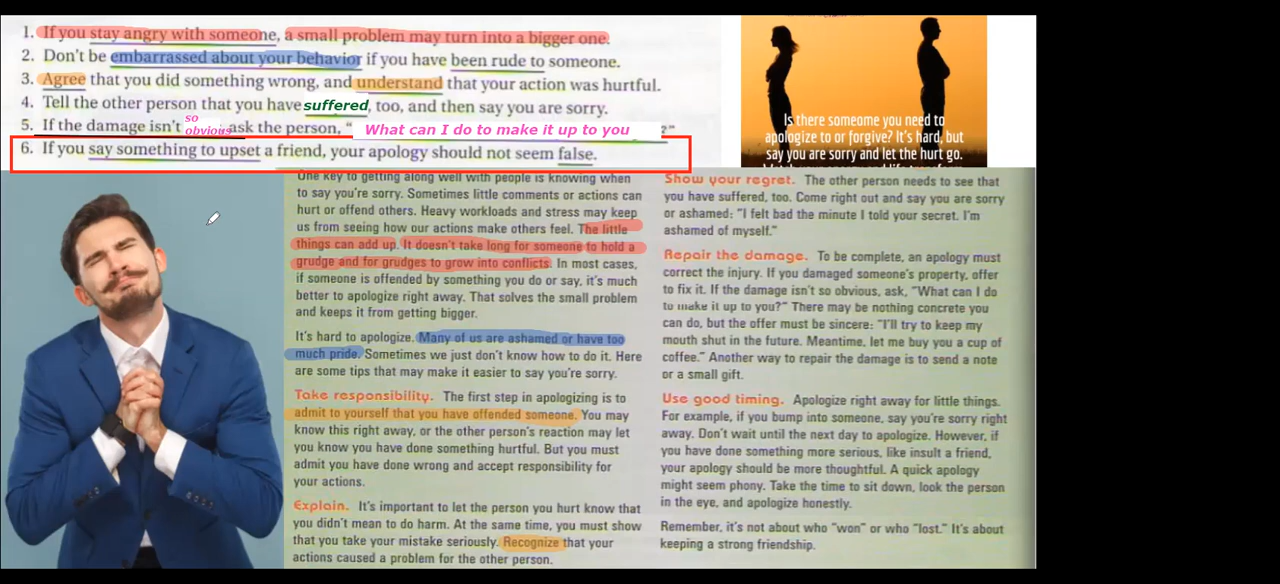 1. If you stay angry with someone, a small problem may turn into a bigger one.
2. Don't be embarrassed about your behavior if you have been rude to someone.
3. Agree that you did something wrong, and understand that your action was hurtful.
4. Tell the other person that you have suffered, too, and then say you are sorry.
5. If the damage isn't so obvious ask the person, " What can I do to make it up to you ?"
6. If you say something to upset a friend, your apology should not seem false.
Is there someome you need to
apologize to or forgive? It's hard, but
say you are sorry and let the hurt go.
One key to getting along well with people is knowing when
to say you're sorry. Sometimes little comments or actions can
hurt or offend others. Heavy workloads and stress may keep
us from seeing how our actions make others feel. The little
things can add up. It doesn't take long for someone to hold a
grudge and for grudges to grow into conflicts. In most cases,
if someone is offended by something you do or say, it's much
better to apologize right away. That solves the small problem
and keeps it from getting bigger.
It's hard to apologize. Many of us are ashamed or have too
much pride. Sometimes we just don't know how to do it. Here
are some tips that may make it easier to say you're sorry.
Take responsibility. The first step in apologizing is to
admit to yourself that you have offended someone. You may
know this right away, or the other person's reaction may let
you know you have done something hurtful. But you must
admit you have done wrong and accept responsibility for
your actions.
Explain. It's important to let the person you hurt know that
you didn't mean to do harm. At the same time, you must show
that you take your mistake seriously. Recognize that your
actions caused a problem for the other person.
Show your regret. The other person needs to see that
you have suffered, too. Come right out and say you are sorry
or ashamed: "I felt bad the minute I told your secret. I'm
ashamed of myself."
Repair the damage. To be complete, an apology must
correct the injury. If you damaged someone's property, offer
to fix it. If the damage isn't so obvious, ask, "What can I do
to make it up to you?" There may be nothing concrete you
can do, but the offer must be sincere: "I'll try to keep my
mouth shut in the future. Meantime, let me buy you a cup of
coffee." Another way to repair the damage is to send a note
or a small gift.
Use good timing. Apologize right away for little things.
For example, if you bump into someone, say you're sorry right
away. Don't wait until the next day to apologize. However, if
you have done something more serious, like insult a friend,
your apology should be more thoughtful. A quick apology
might seem phony. Take the time to sit down, look the person
in the eye, and apologize honestly.
Remember, it's not about who "won" or who "lost." It's about
keeping a strong friendship.